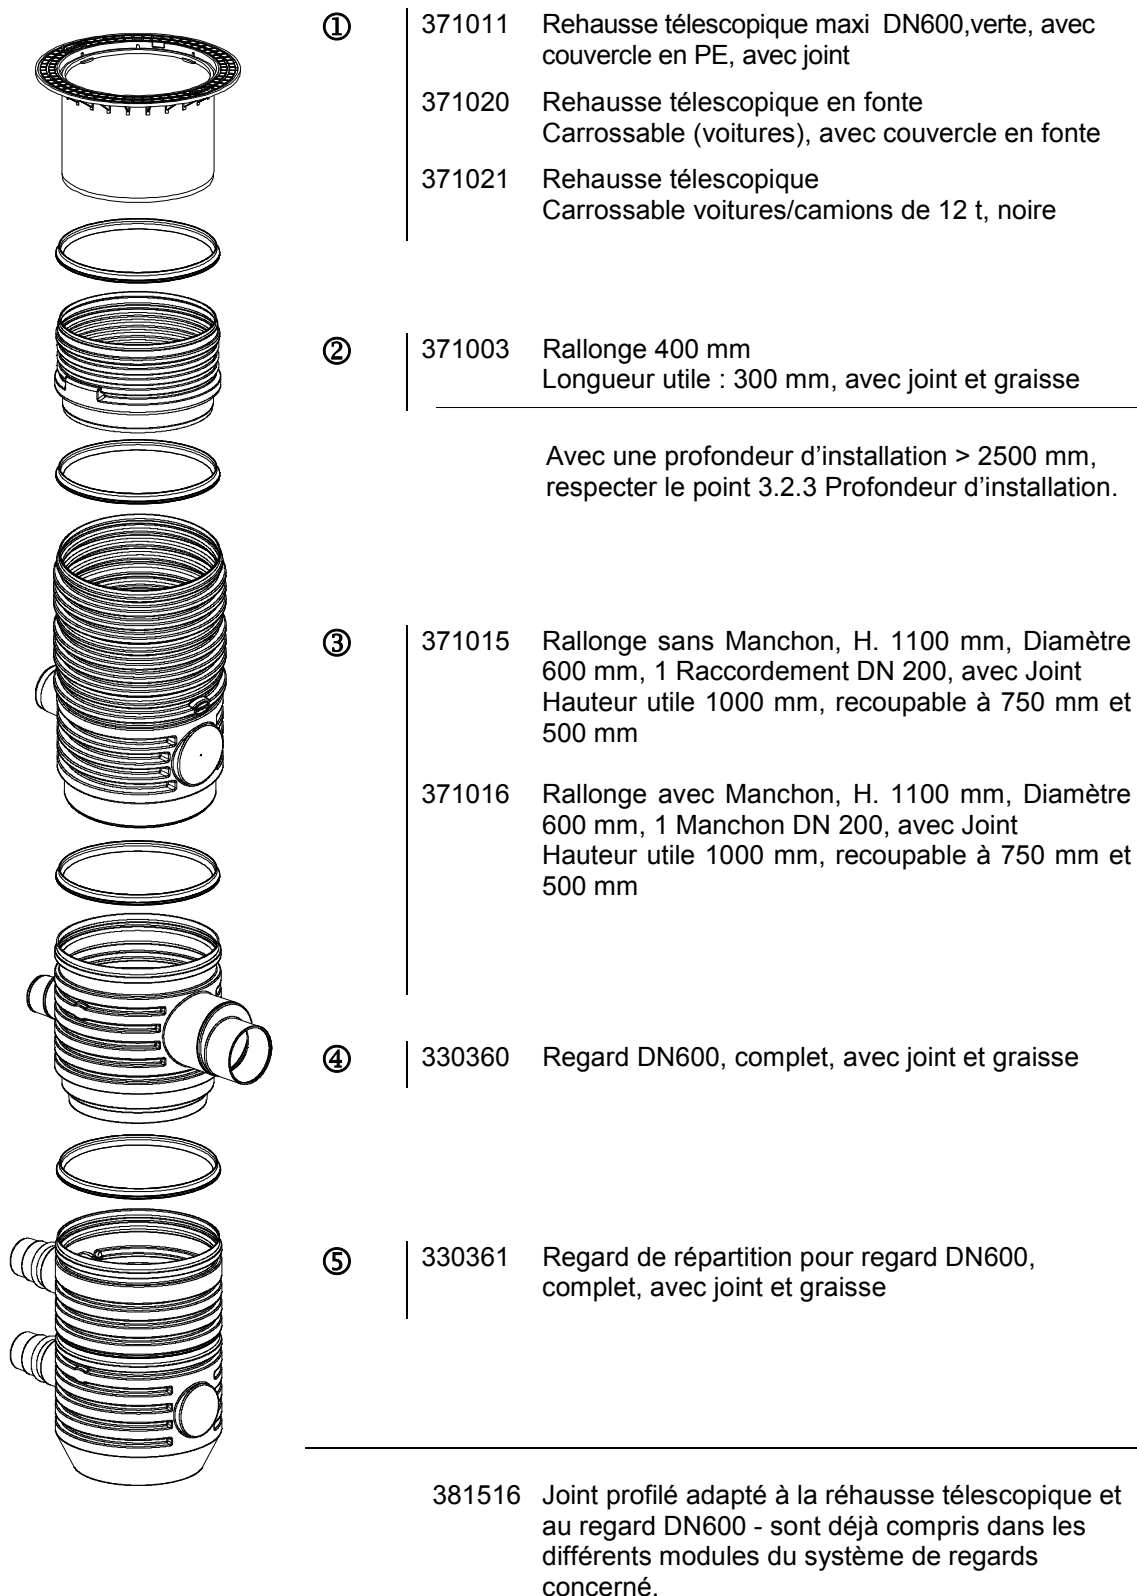 ① 371011 Rehausse télescopique maxi DN600,verte, avec
couvercle en PE, avec joint
371020 Rehausse télescopique en fonte
Carrossable (voitures), avec couvercle en fonte
371021 Rehausse télescopique
Carrossable voitures/camions de 12 t, noire
② 371003 Rallonge 400 mm
Longueur utile : 300 mm, avec joint et graisse
Avec une profondeur d’installation > 2500 mm,
respecter le point 3.2.3 Profondeur d’installation.
③ 371015 Rallonge sans Manchon, H. 1100 mm, Diamètre
600 mm, 1 Raccordement DN 200, avec Joint
Hauteur utile 1000 mm, recoupable à 750 mm et
500 mm
371016 Rallonge avec Manchon, H. 1100 mm, Diamètre
600 mm, 1 Manchon DN 200, avec Joint
Hauteur utile 1000 mm, recoupable à 750 mm et
500 mm
④ 330360 Regard DN600, complet, avec joint et graisse
⑤ 330361 Regard de répartition pour regard DN600,
complet, avec joint et graisse
381516 Joint profilé adapté à la réhausse télescopique et
au regard DN600 - sont déjà compris dans les
différents modules du système de regards
concerné.